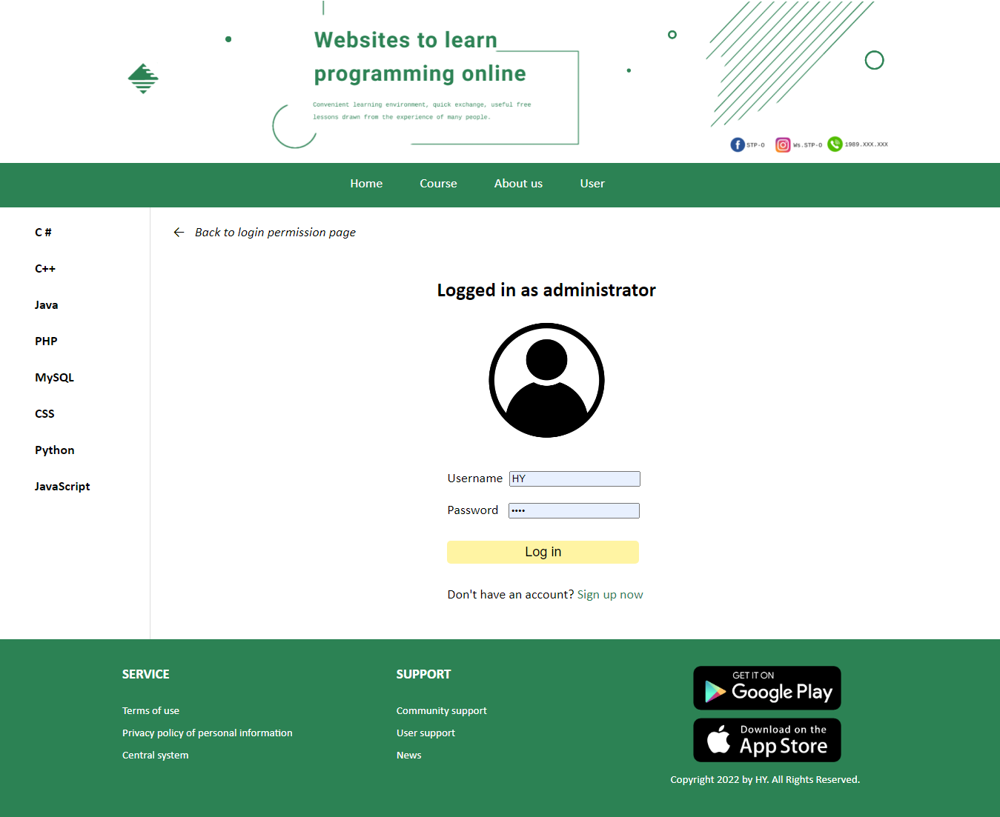 Websites to learn
programming online
Convenient learning environment, quick exchange, useful free
lessons drawn from the experience of many people.
STP-O Ws.STP-O 1989.XXX.XXX
Home Course About us User
C #
C++
Java
PHP
MySQL
CSS
Python
JavaScript
← Back to login permission page
Logged in as administrator
Username HY
Password ••••
Log in
Don't have an account? Sign up now
SERVICE
Terms of use
Privacy policy of personal information
Central system
SUPPORT
Community support
User support
News
GET IT ON
Google Play
Download on the
App Store
Copyright 2022 by HY. All Rights Reserved.